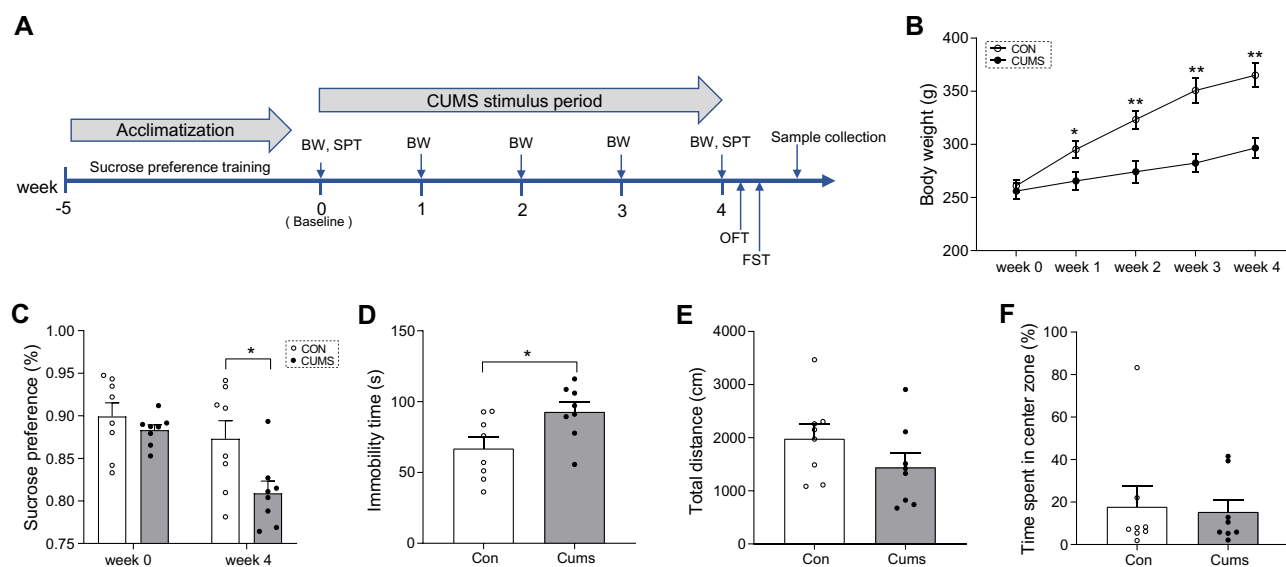 A
CUMS stimulus period
Acclimatization
BW, SPT
BW
BW
BW
BW, SPT
Sample collection
Sucrose preference training
week
-5
0
1
2
3
4
( Baseline )
OFT
FST
B
CON
CUMS
Body weight (g)
400
350
300
250
200
*
**
**
**
week 0
week 1
week 2
week 3
week 4
C
Sucrose preference (%)
1.00
0.95
0.90
0.85
0.80
0.75
*
CON
CUMS
week 0
week 4
D
Immobility time (s)
150
100
50
0
*
Con
Cums
E
Total distance (cm)
4000
3000
2000
1000
0
Con
Cums
F
Time spent in center zone (%)
100
80
60
40
20
0
Con
Cums